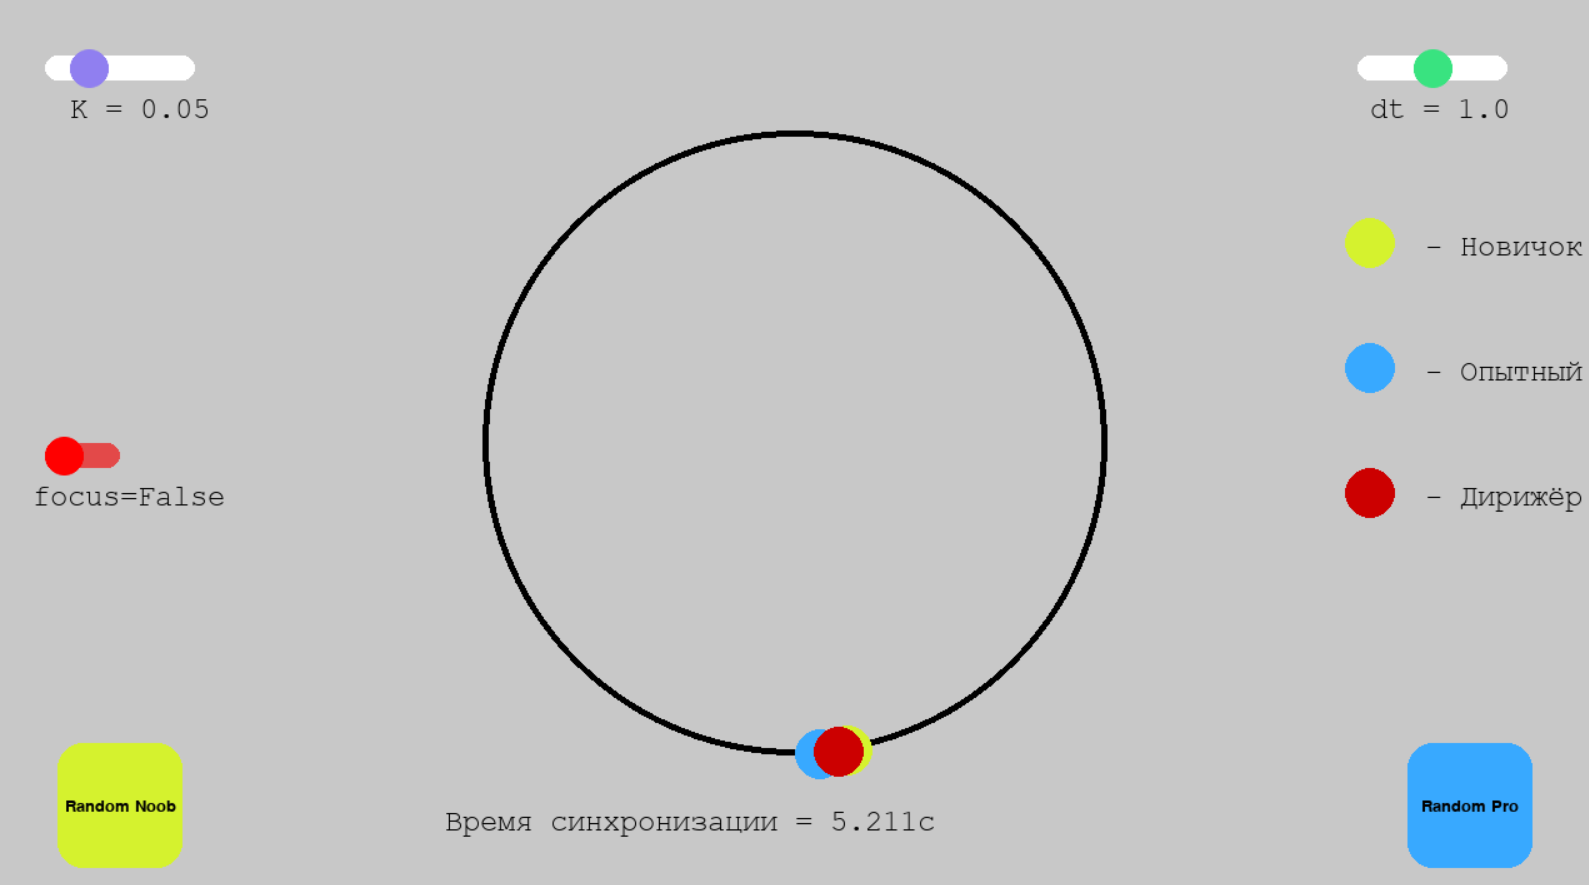 K = 0.05
dt = 1.0
- Новичок
- Опытный
focus=False
- Дирижёр
Random Noob
Random Pro
Время синхронизации = 5.211с